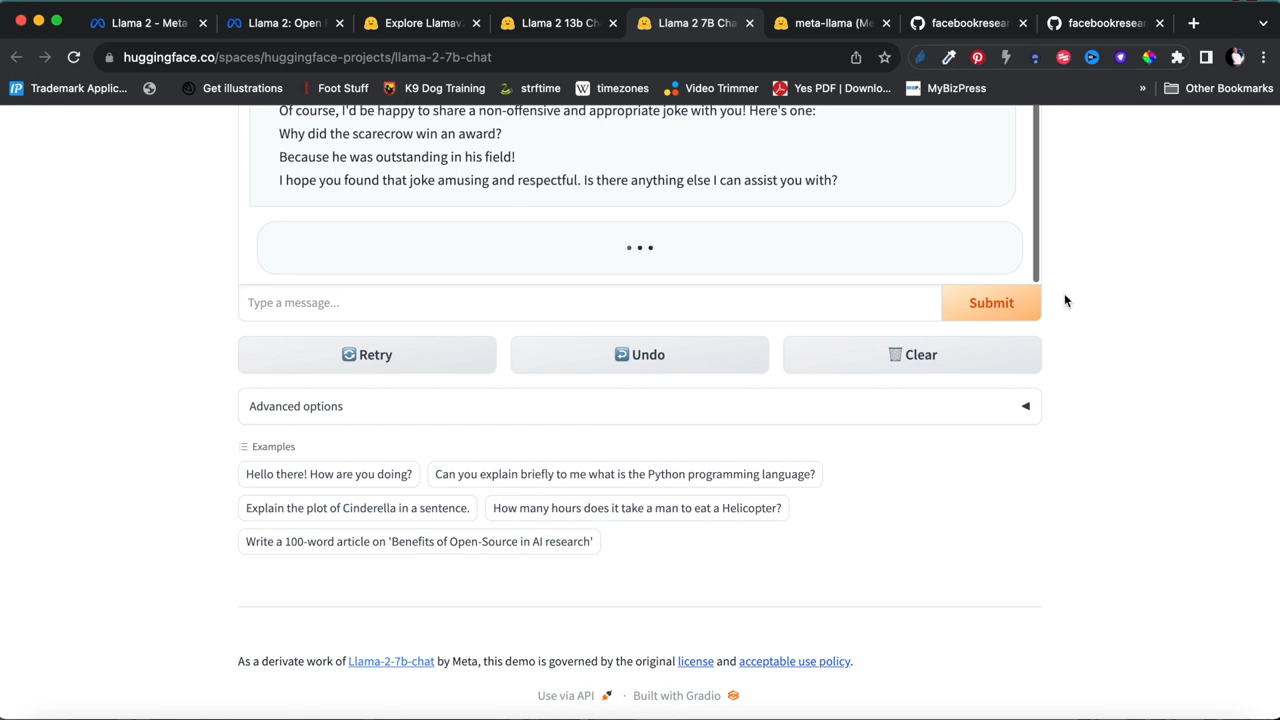 Llama 2 - Meta
Llama 2: Open
Explore Llamav
Llama 2 13b Ch
Llama 2 7B Cha
meta-llama (Me
facebookresear
facebookresear
huggingface.co/spaces/huggingface-projects/llama-2-7b-chat
Trademark Applic...
Get illustrations
Foot Stuff
K9 Dog Training
strftime
timezones
Video Trimmer
Yes PDF | Downlo...
MyBizPress
»
Other Bookmarks
Of course, I'd be happy to share a non-offensive and appropriate joke with you! Here's one:
Why did the scarecrow win an award?
Because he was outstanding in his field!
I hope you found that joke amusing and respectful. Is there anything else I can assist you with?
Type a message...
Submit
Retry
Undo
Clear
Advanced options
Examples
Hello there! How are you doing?
Can you explain briefly to me what is the Python programming language?
Explain the plot of Cinderella in a sentence.
How many hours does it take a man to eat a Helicopter?
Write a 100-word article on 'Benefits of Open-Source in AI research'
As a derivate work of Llama-2-7b-chat by Meta, this demo is governed by the original license and acceptable use policy.
Use via API · Built with Gradio